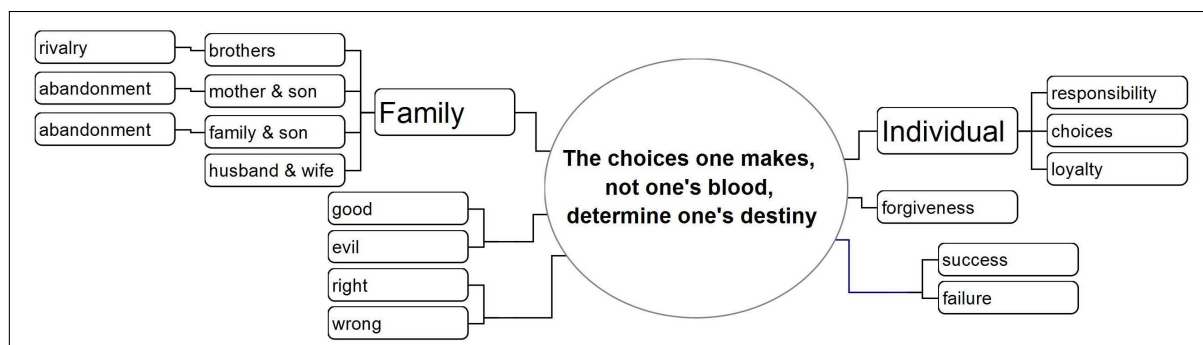 rivalry
brothers
abandonment
mother & son
abandonment
family & son
husband & wife
Family
good
evil
right
wrong
The choices one makes,
not one's blood,
determine one's destiny
Individual
responsibility
choices
loyalty
forgiveness
success
failure